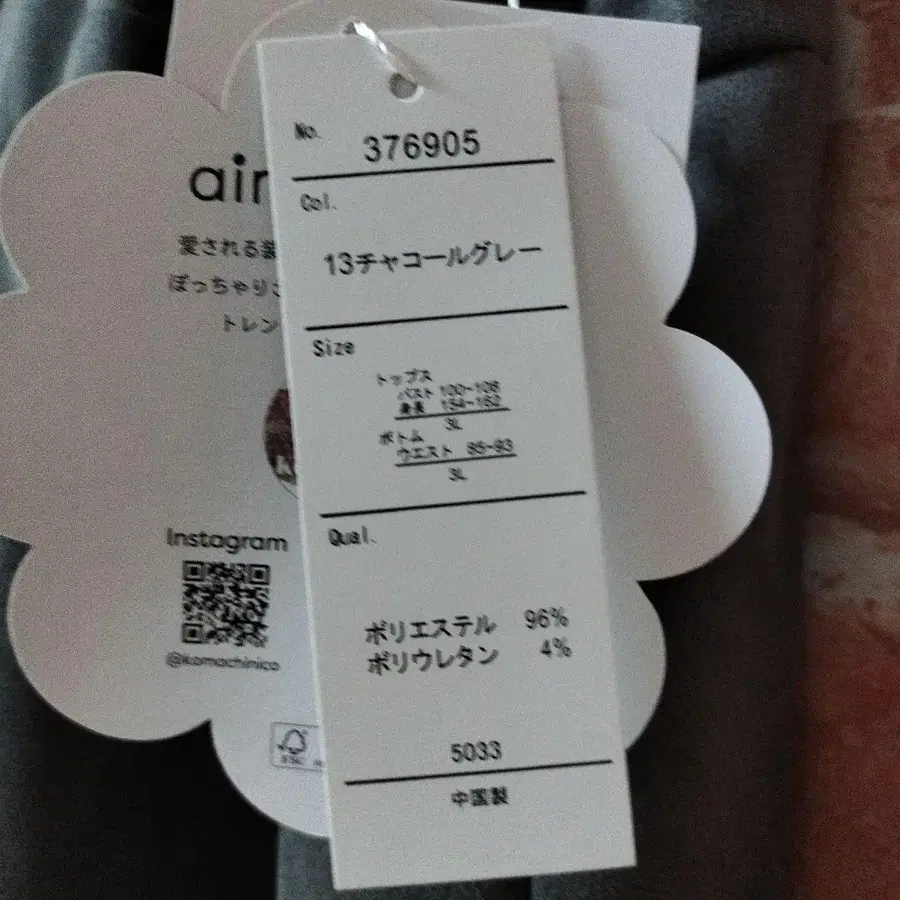 No.
376905
Col.
13チャコールグレー
Size
トップス
バスト 100-108
身長 154-162
3L
ボトム
ウエスト 85-93
3L
Qual.
ポリエステル 96%
ポリウレタン 4%
5033
中国製
air
愛される装
ぽっちゃりさ
トレン
Instagram
@komachinico
FSC